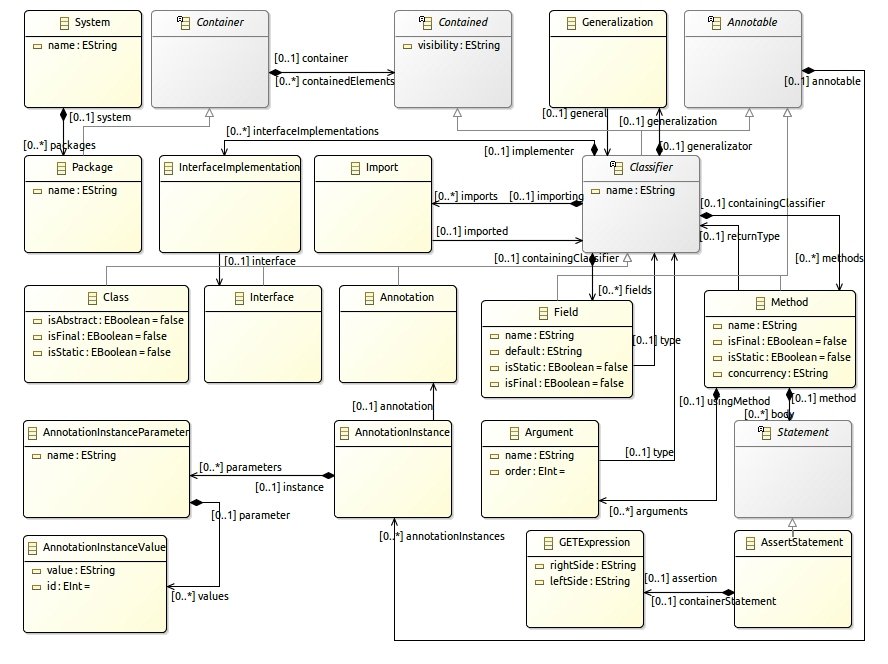 System
name : EString
Container
Contained
visibility : EString
Generalization
Annotable
[0..1] container
[0..*] containedElements
[0..1] annotable
[0..1] system
[0..*] packages
[0..1] general
[0..1] generalization
[0..*] interfaceImplementations
[0..1] implementer
[0..1] generalizator
Package
name : EString
InterfaceImplementation
Import
Classifier
name : EString
[0..*] imports
[0..1] importing
[0..1] imported
[0..1] containingClassifier
[0..1] returnType
[0..*] methods
[0..1] interface
[0..1] containingClassifier
[0..*] fields
Class
isAbstract : EBoolean = false
isFinal : EBoolean = false
isStatic : EBoolean = false
Interface
Annotation
Field
name : EString
default : EString
isStatic : EBoolean = false
isFinal : EBoolean = false
[0..1] type
Method
name : EString
isFinal : EBoolean = false
isStatic : EBoolean = false
concurrency : EString
[0..1] annotation
[0..1] usingMethod
[0..1] method
[0..*] body
AnnotationInstanceParameter
name : EString
AnnotationInstance
[0..*] parameters
[0..1] instance
Argument
name : EString
order : EInt =
[0..1] type
Statement
[0..*] arguments
[0..1] parameter
[0..*] annotationInstances
AnnotationInstanceValue
value : EString
id : EInt =
[0..*] values
GETExpression
rightSide : EString
leftSide : EString
AssertStatement
[0..1] assertion
[0..1] containerStatement